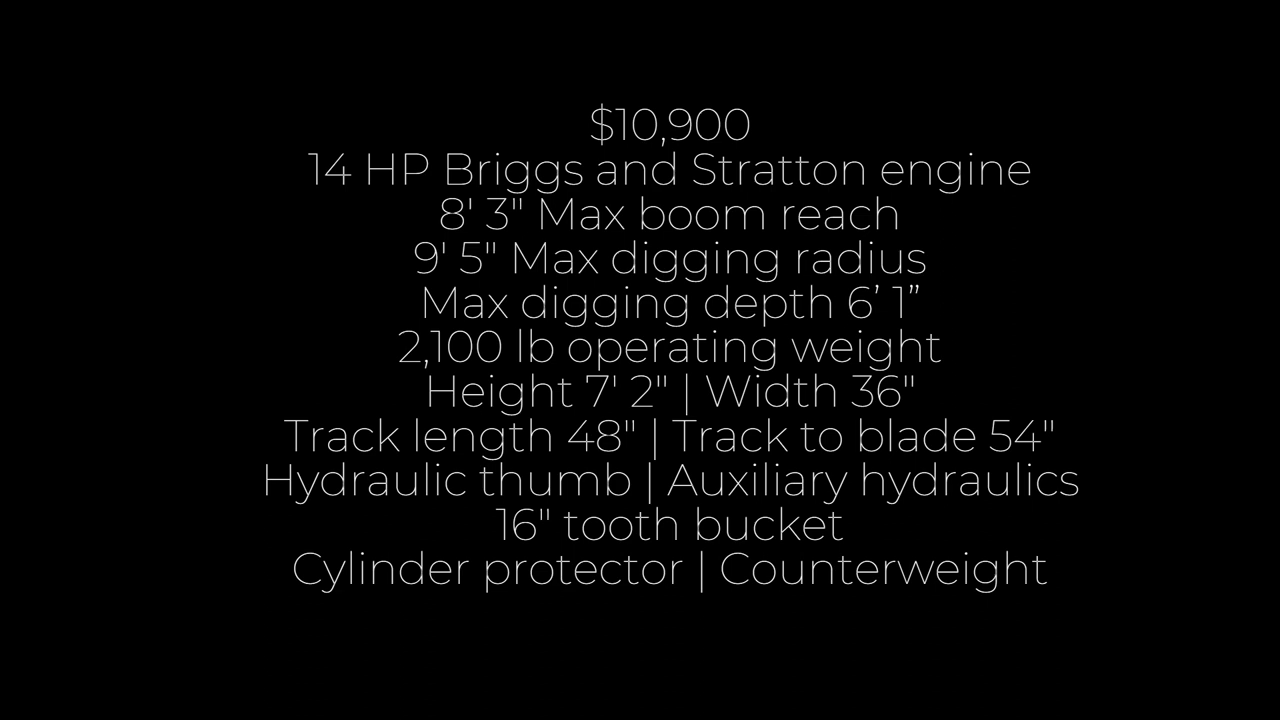 $10,900
14 HP Briggs and Stratton engine
8' 3" Max boom reach
9' 5" Max digging radius
Max digging depth 6’ 1”
2,100 lb operating weight
Height 7' 2" | Width 36"
Track length 48" | Track to blade 54"
Hydraulic thumb | Auxiliary hydraulics
16" tooth bucket
Cylinder protector | Counterweight